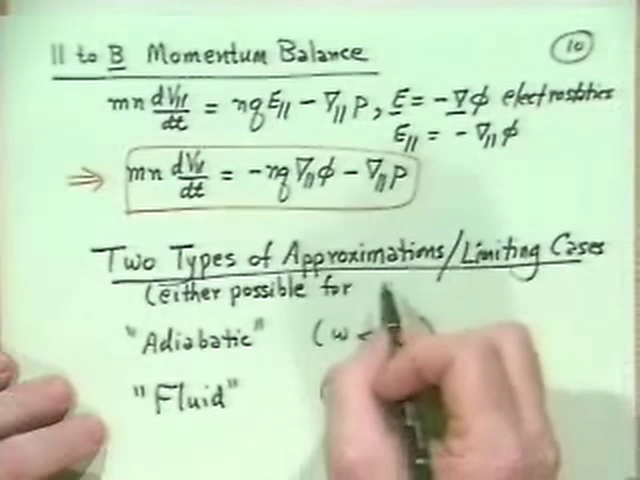 || to B Momentum Balance
10
mn dV||/dt = nqE|| − ∇||p, E = −∇φ electrostatics
E|| = −∇||φ
⇒ mn dV||/dt = −nq∇||φ − ∇||p
Two Types of Approximations/Limiting Cases
(either possible for
"Adiabatic" (ω <
"Fluid" (